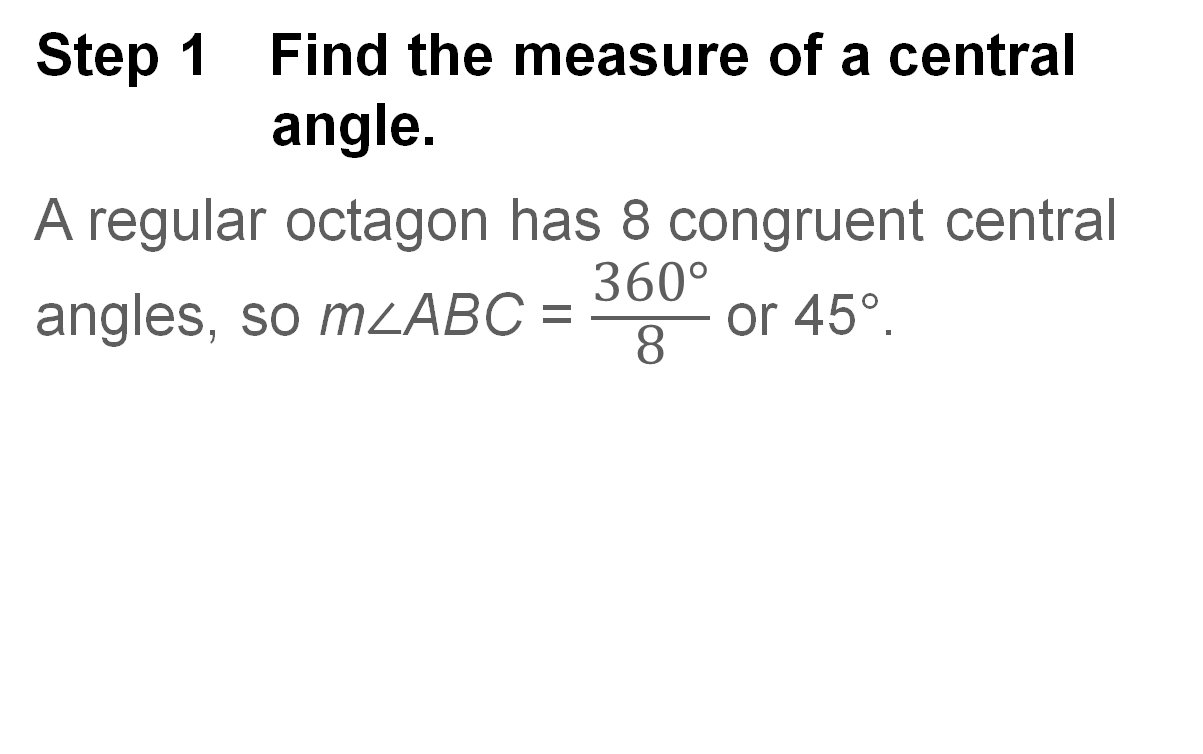 Step 1 Find the measure of a central
angle.
A regular octagon has 8 congruent central
angles, so m∠ABC = 360°/8 or 45°.